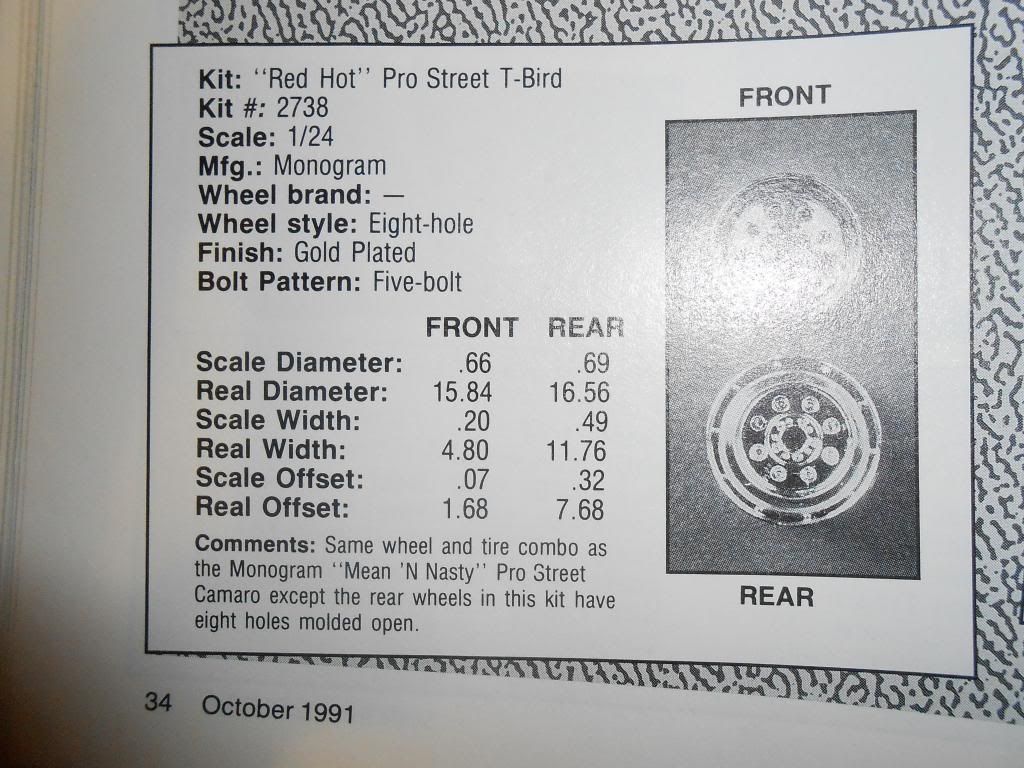 Kit: “Red Hot” Pro Street T-Bird
Kit #: 2738
Scale: 1/24
Mfg.: Monogram
Wheel brand: —
Wheel style: Eight-hole
Finish: Gold Plated
Bolt Pattern: Five-bolt
FRONT REAR
Scale Diameter: .66 .69
Real Diameter: 15.84 16.56
Scale Width: .20 .49
Real Width: 4.80 11.76
Scale Offset: .07 .32
Real Offset: 1.68 7.68
Comments: Same wheel and tire combo as
the Monogram “Mean 'N Nasty” Pro Street
Camaro except the rear wheels in this kit have
eight holes molded open.
FRONT
REAR
34 October 1991